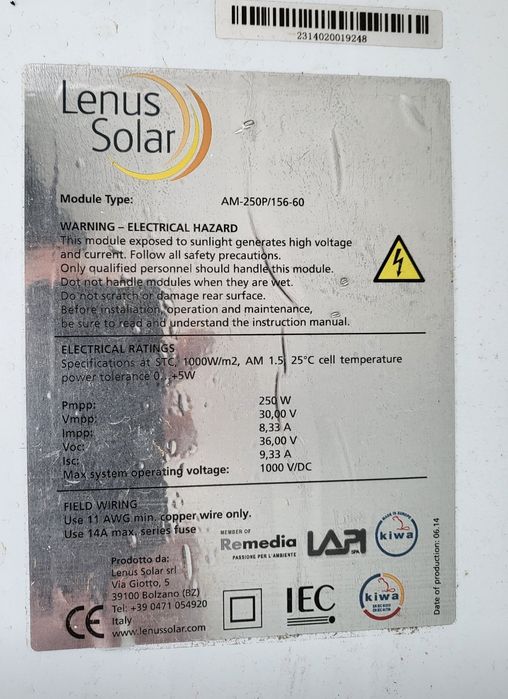 2314020019248
Lenus
Solar
Module Type: AM-250P/156-60
WARNING – ELECTRICAL HAZARD
This module exposed to sunlight generates high voltage
and current. Follow all safety precautions.
Only qualified personnel should handle this module.
Dot not handle modules when they are wet.
Do not scratch or damage rear surface.
Before installation, operation and maintenance,
be sure to read and understand the instruction manual.
ELECTRICAL RATINGS
Specifications at STC, 1000W/m2, AM 1.5, 25°C cell temperature
power tolerance 0...+5W
Pmpp: 250 W
Vmpp: 30,00 V
Impp: 8,33 A
Voc: 36,00 V
Isc: 9,33 A
Max system operating voltage: 1000 V/DC
FIELD WIRING
Use 11 AWG min. copper wire only.
Use 14A max. series fuse
MEMBER OF
Remedia
PASSIONE PER L'AMBIENTE
LAPI
SPA
MADE IN EUROPE
kiwa
Prodotto da:
Lenus Solar srl
Via Giotto, 5
39100 Bolzano (BZ)
Tel: +39 0471 054920
Italy
www.lenussolar.com
CE
IEC
kiwa
Date of production: 06.14